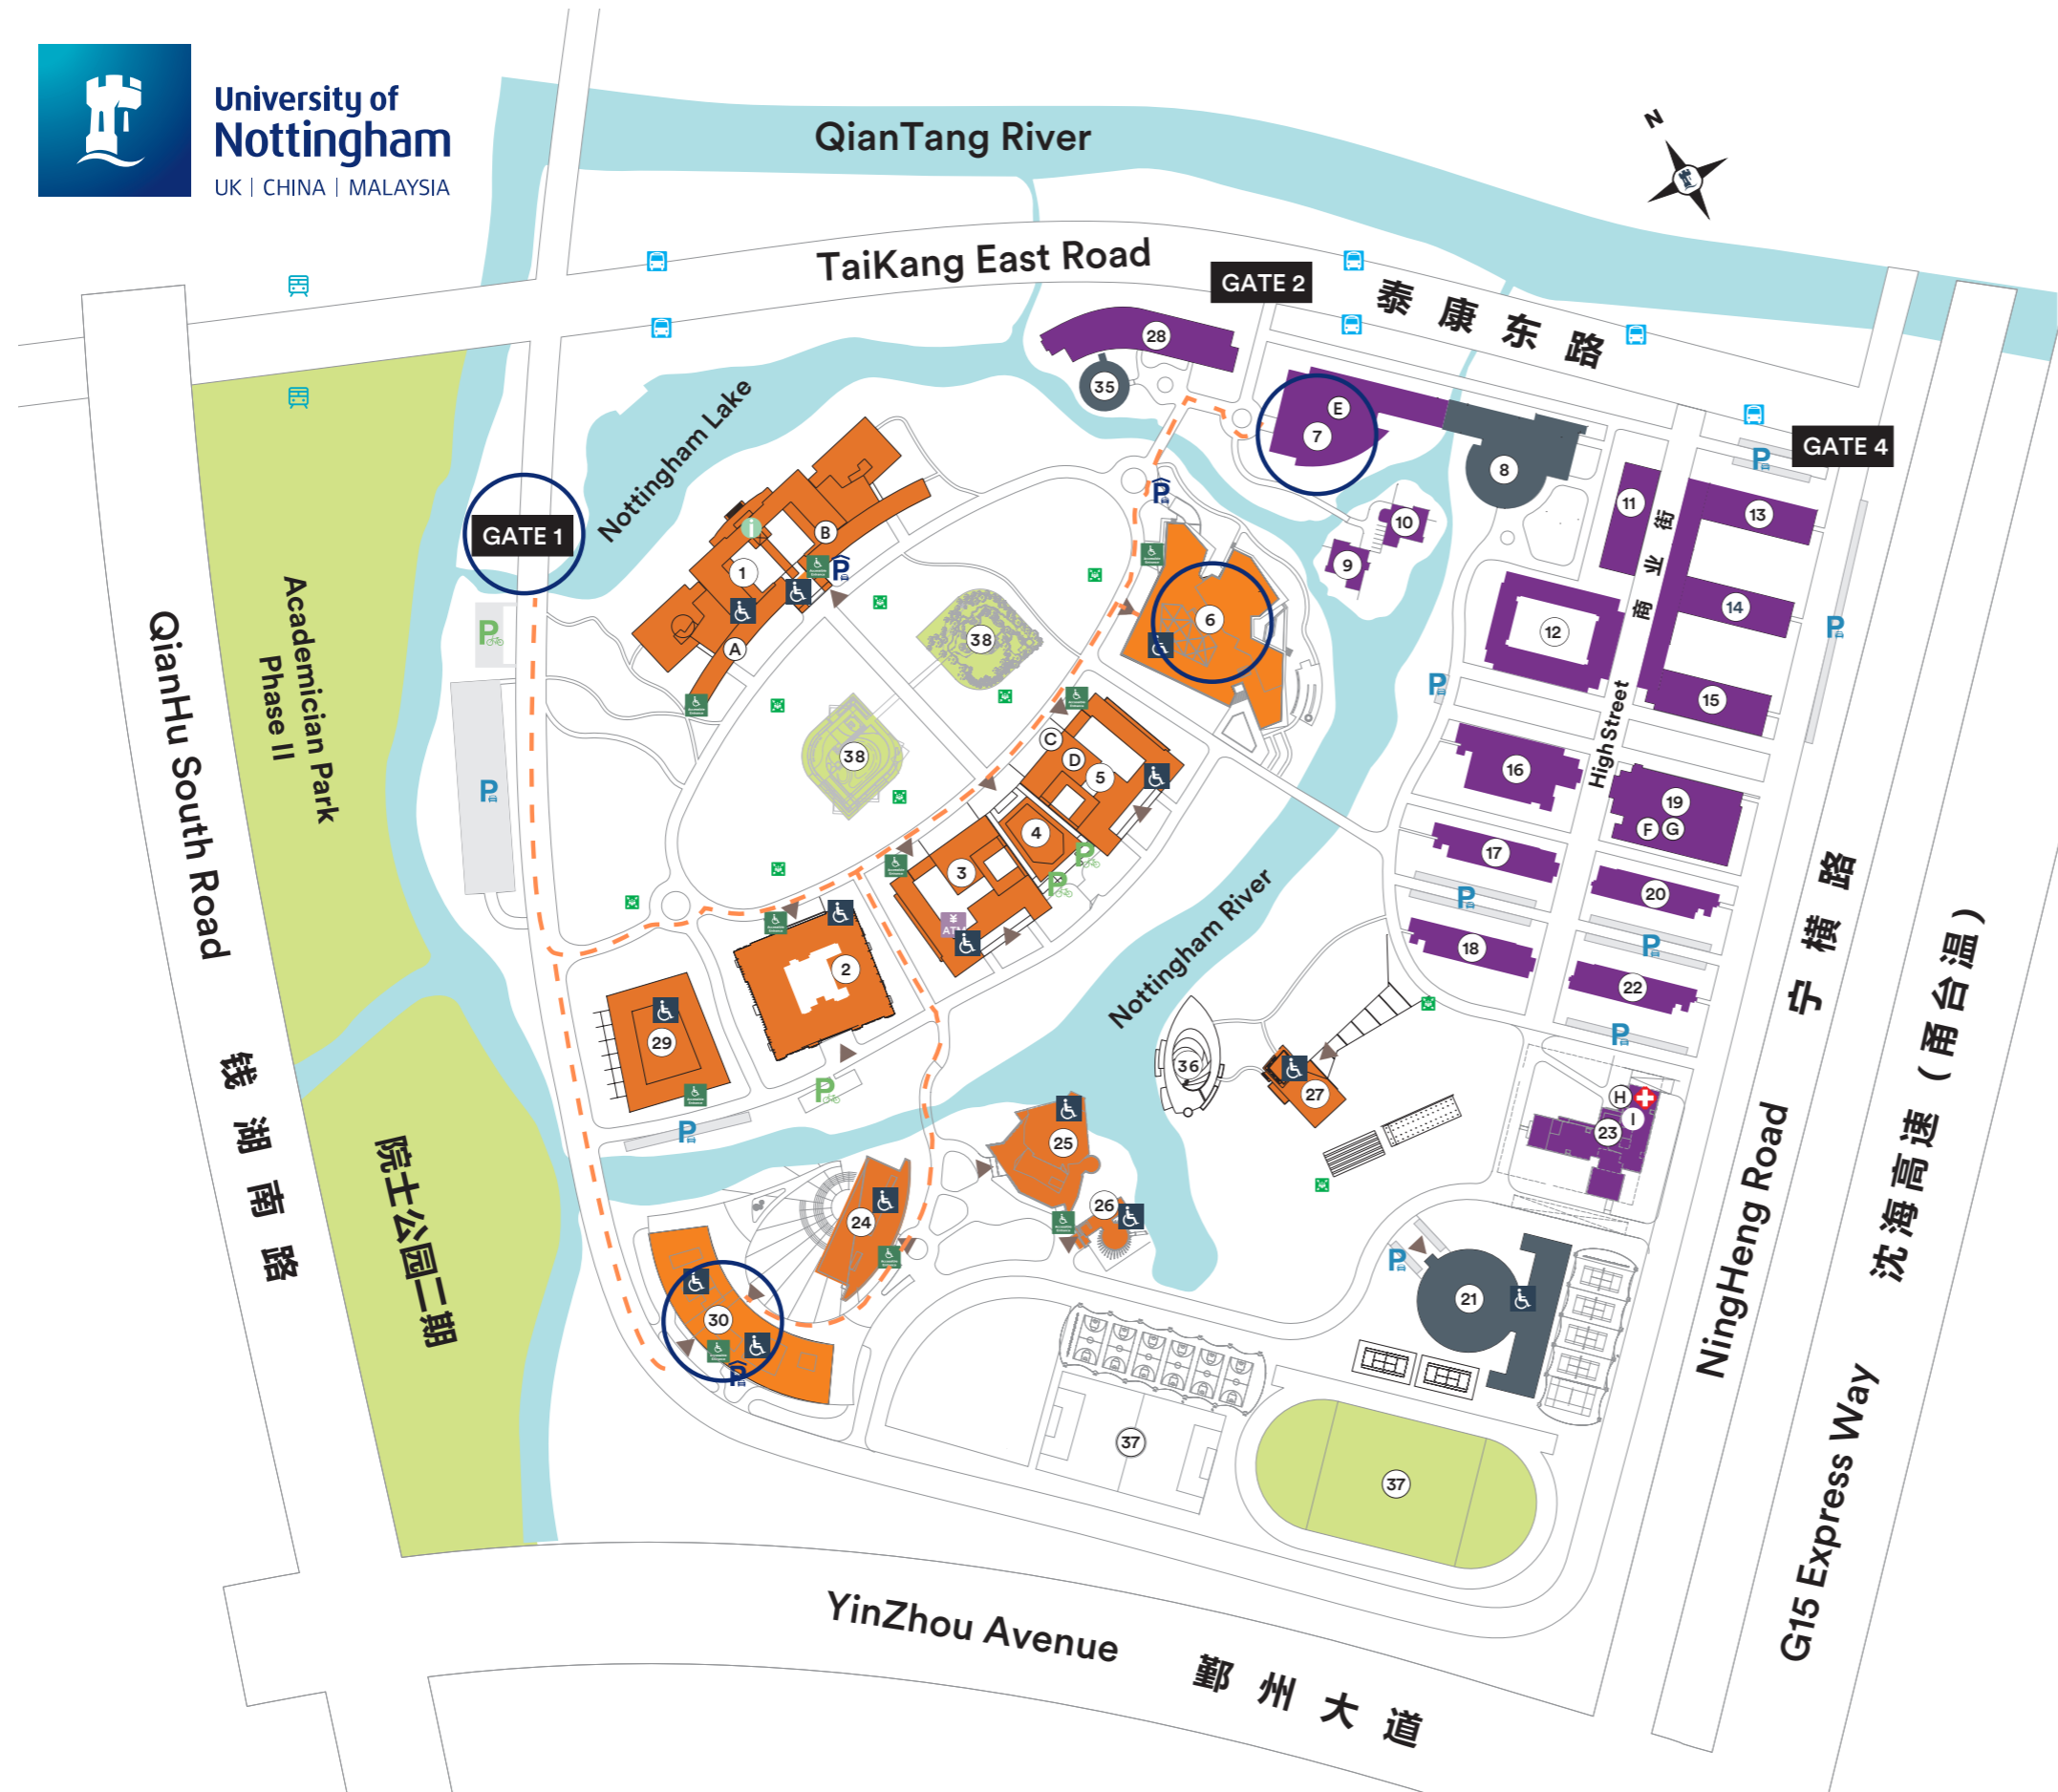 University of
Nottingham
UK | CHINA | MALAYSIA
QianTang River
N
TaiKang East Road
GATE 2
泰康东路
28
35
E
7
GATE 4
P
8
Nottingham Lake
GATE 1
11
商业街
13
10
9
P
i
B
1
P
6
14
P
12
A
38
P
P
15
Academician Park
Phase II
QianHu South Road
High Street
C
D
5
38
16
P
19
F
G
4
P
P
3
¥
ATM
17
20
P
宁横路
2
Nottingham River
18
P
22
P
沈海高速（甬台温）
29
P
P
36
27
H
I
23
NingHeng Road
钱湖南路
院士公园二期
25
26
24
P
21
30
P
37
37
G15 Express Way
YinZhou Avenue
鄞州大道